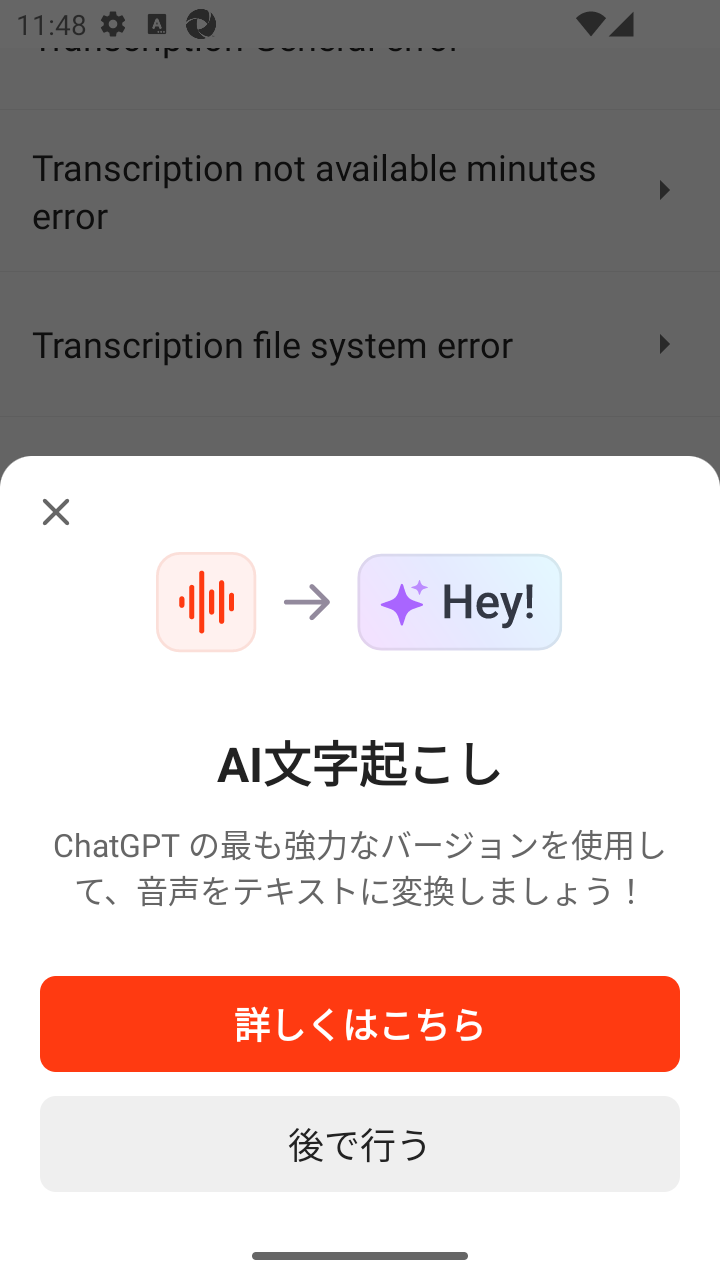 11:48
Transcription General error
Transcription not available minutes
error
Transcription file system error
Hey!
AI文字起こし
ChatGPT の最も強力なバージョンを使用し
て、音声をテキストに変換しましょう！
詳しくはこちら
後で行う